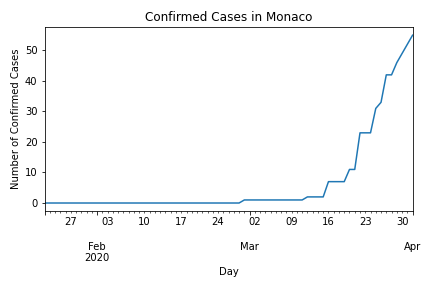 Confirmed Cases in Monaco
Number of Confirmed Cases
50
40
30
20
10
0
27 03 10 17 24 02 09 16 23 30
Feb Mar Apr
2020
Day